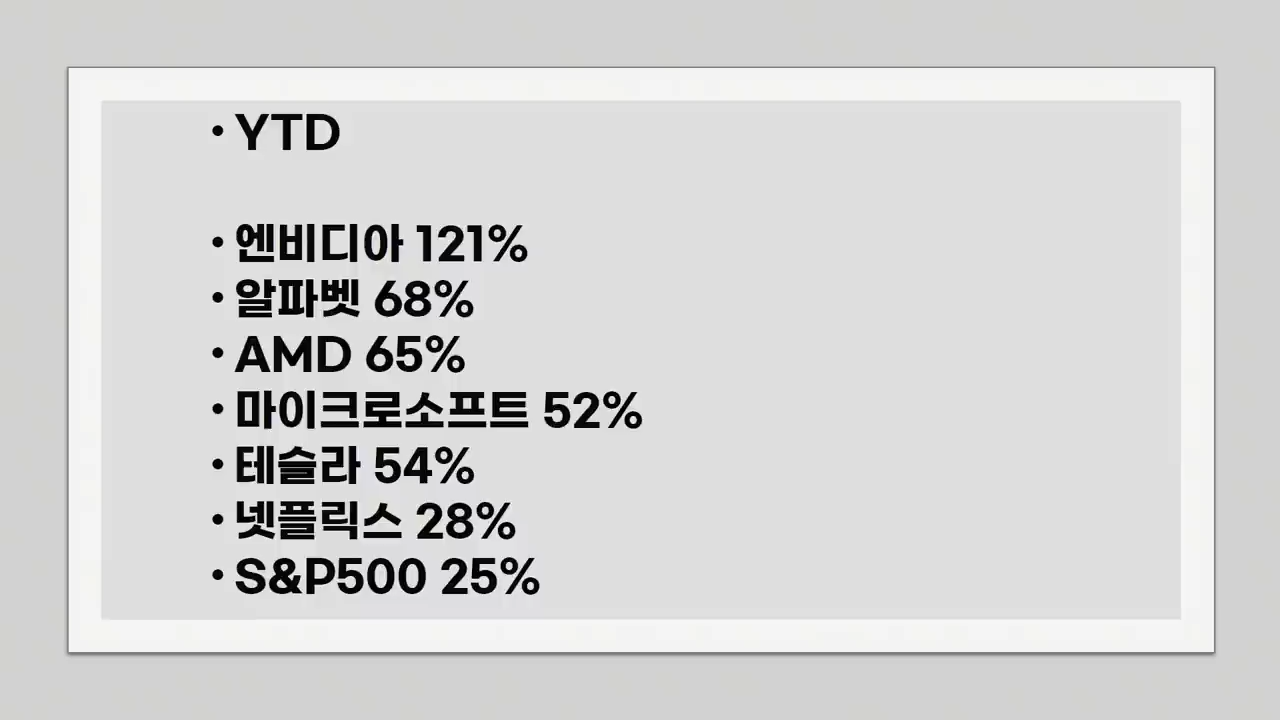 • YTD
• 엔비디아 121%
• 알파벳 68%
• AMD 65%
• 마이크로소프트 52%
• 테슬라 54%
• 넷플릭스 28%
• S&P500 25%